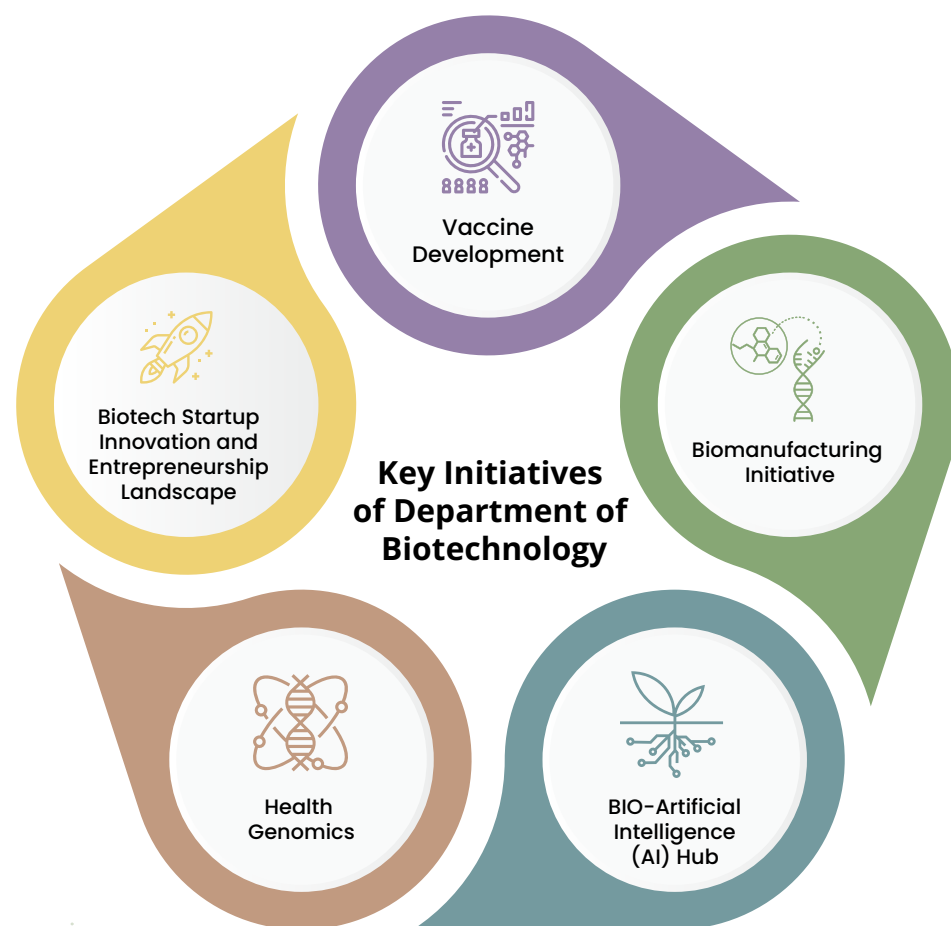 Vaccine
Development
Biotech Startup
Innovation and
Entrepreneurship
Landscape
Biomanufacturing
Initiative
Key Initiatives
of Department of
Biotechnology
Health
Genomics
BIO-Artificial
Intelligence
(AI) Hub